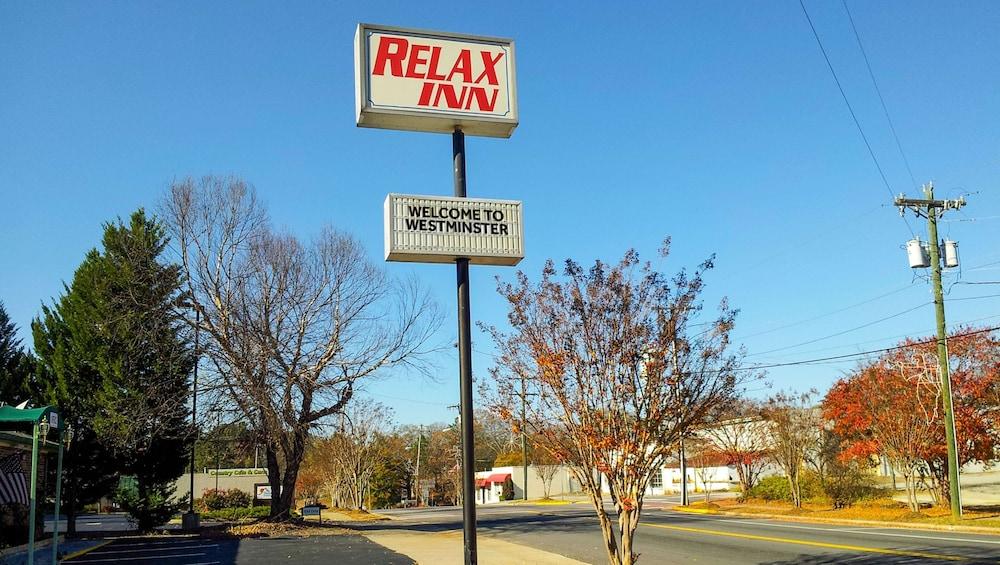 RELAX
INN
WELCOME TO
WESTMINSTER